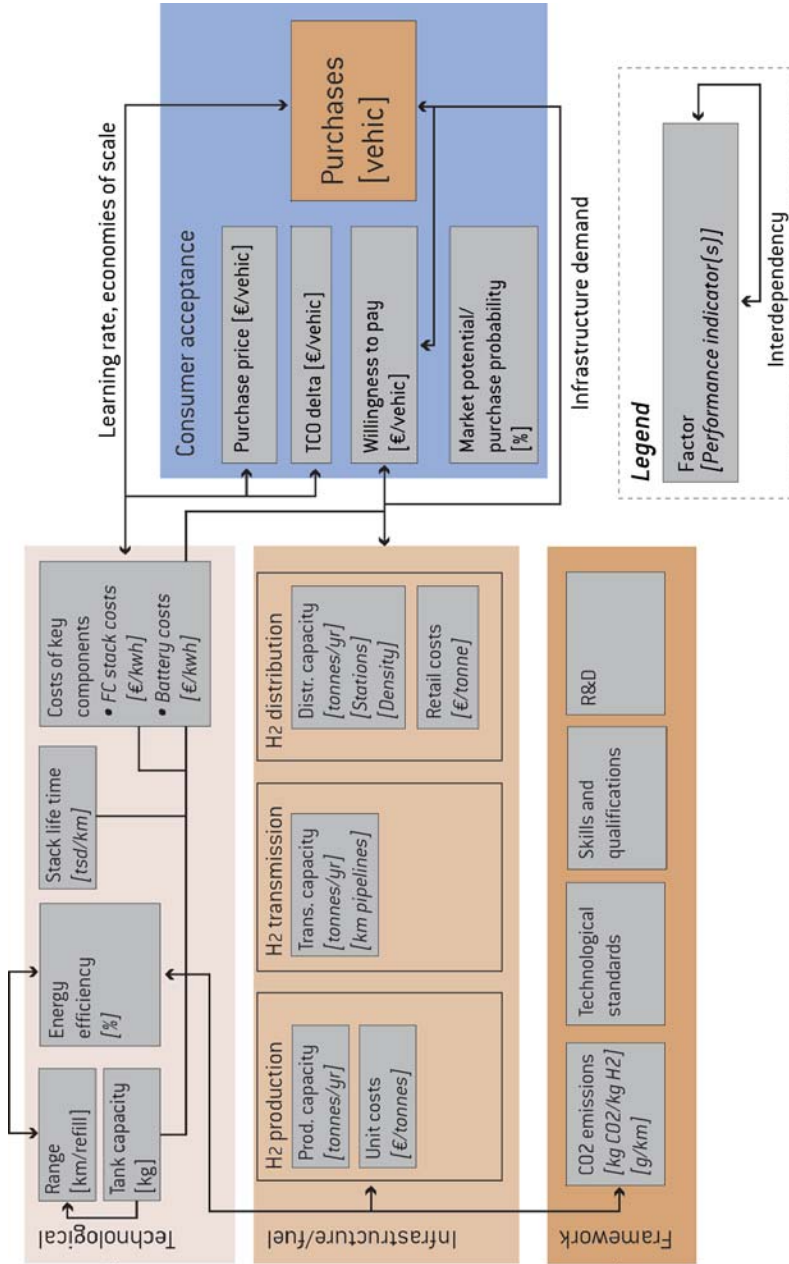 Technological
Range
[km/refill]
Tank capacity
[kg]
Energy
efficiency
[%]
Stack life time
[tsd/km]
Costs of key
components
• FC stack costs
[€/kwh]
• Battery costs
[€/kwh]
Infrastructure/fuel
H2 production
Prod. capacity
[tonnes/yr]
Unit costs
[€/tonnes]
H2 transmission
Trans. capacity
[tonnes/yr]
[km pipelines]
H2 distribution
Distr. capacity
[tonnes/yr]
[Stations]
[Density]
Retail costs
[€/tonne]
Framework
CO2 emissions
[kg CO2/kg H2]
[g/km]
Technological
standards
Skills and
qualifications
R&D
Learning rate, economies of scale
Consumer acceptance
Purchase price [€/vehic]
TCO delta [€/vehic]
Willingness to pay
[€/vehic]
Market potential/
purchase probability
[%]
Purchases
[vehic]
Infrastructure demand
Legend
Factor
[Performance indicator(s)]
Interdependency